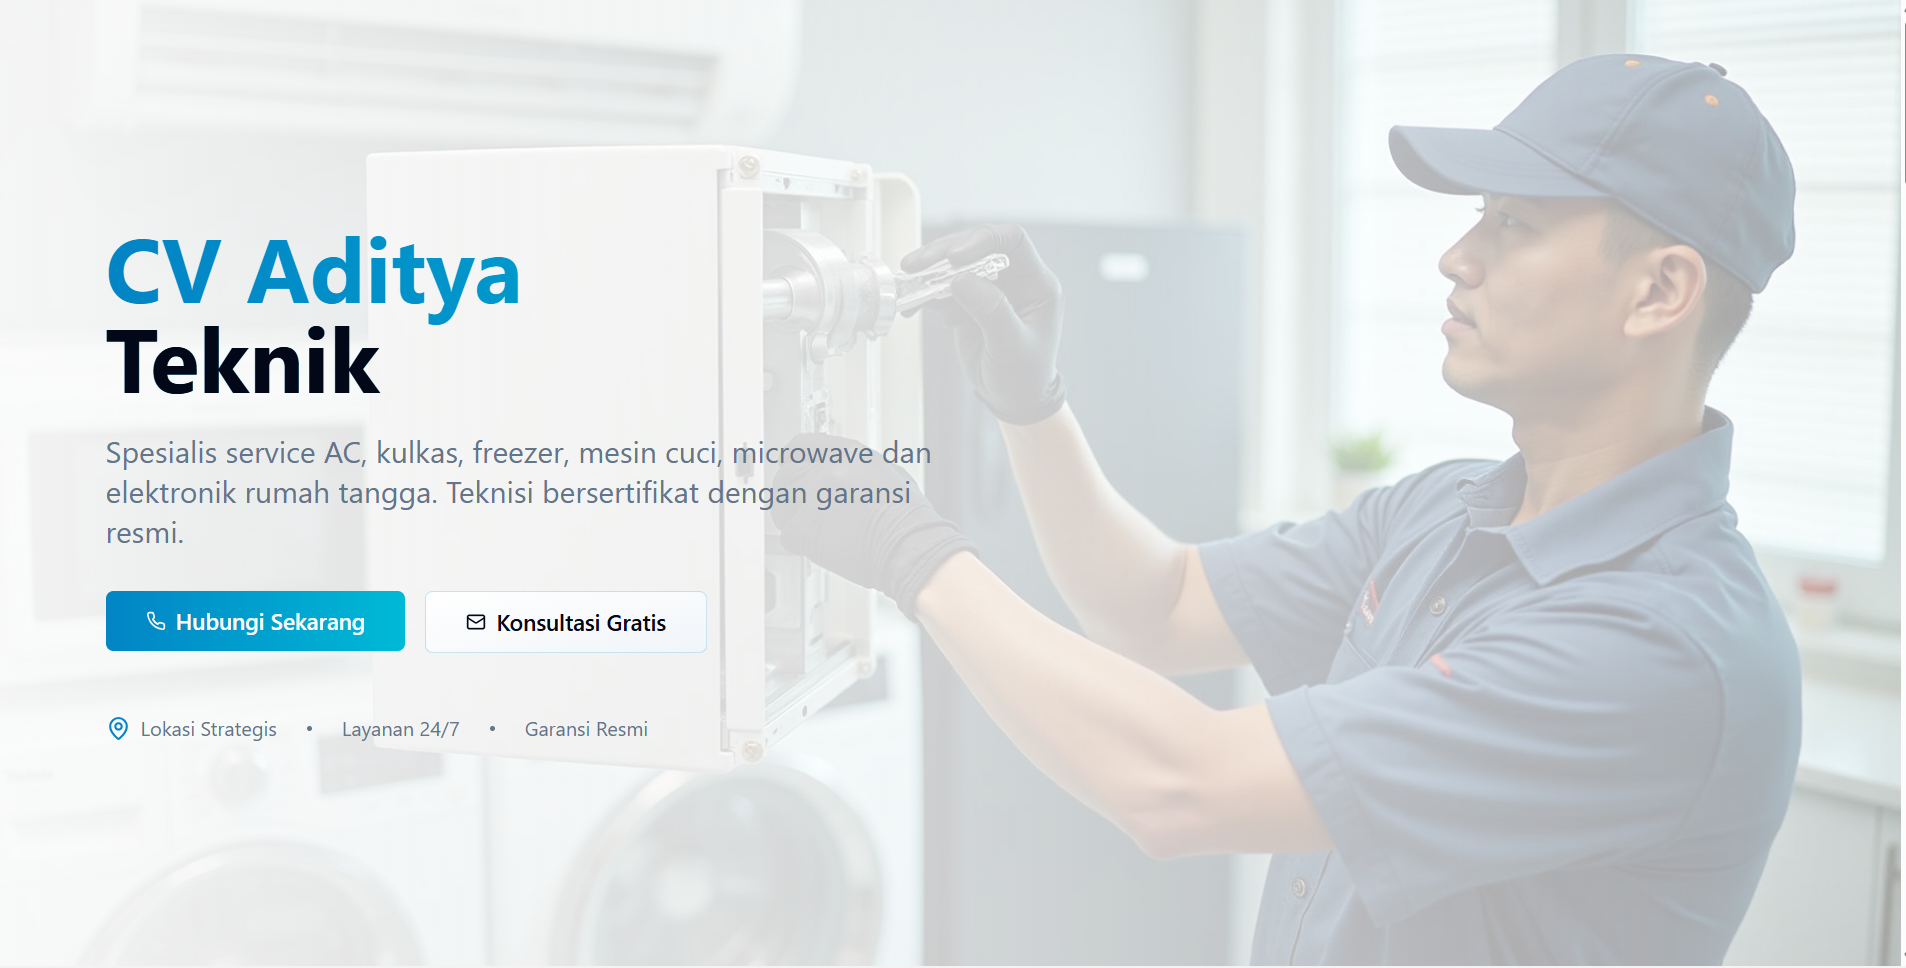 CV Aditya
Teknik
Spesialis service AC, kulkas, freezer, mesin cuci, microwave dan
elektronik rumah tangga. Teknisi bersertifikat dengan garansi
resmi.
Hubungi Sekarang
Konsultasi Gratis
Lokasi Strategis • Layanan 24/7 • Garansi Resmi